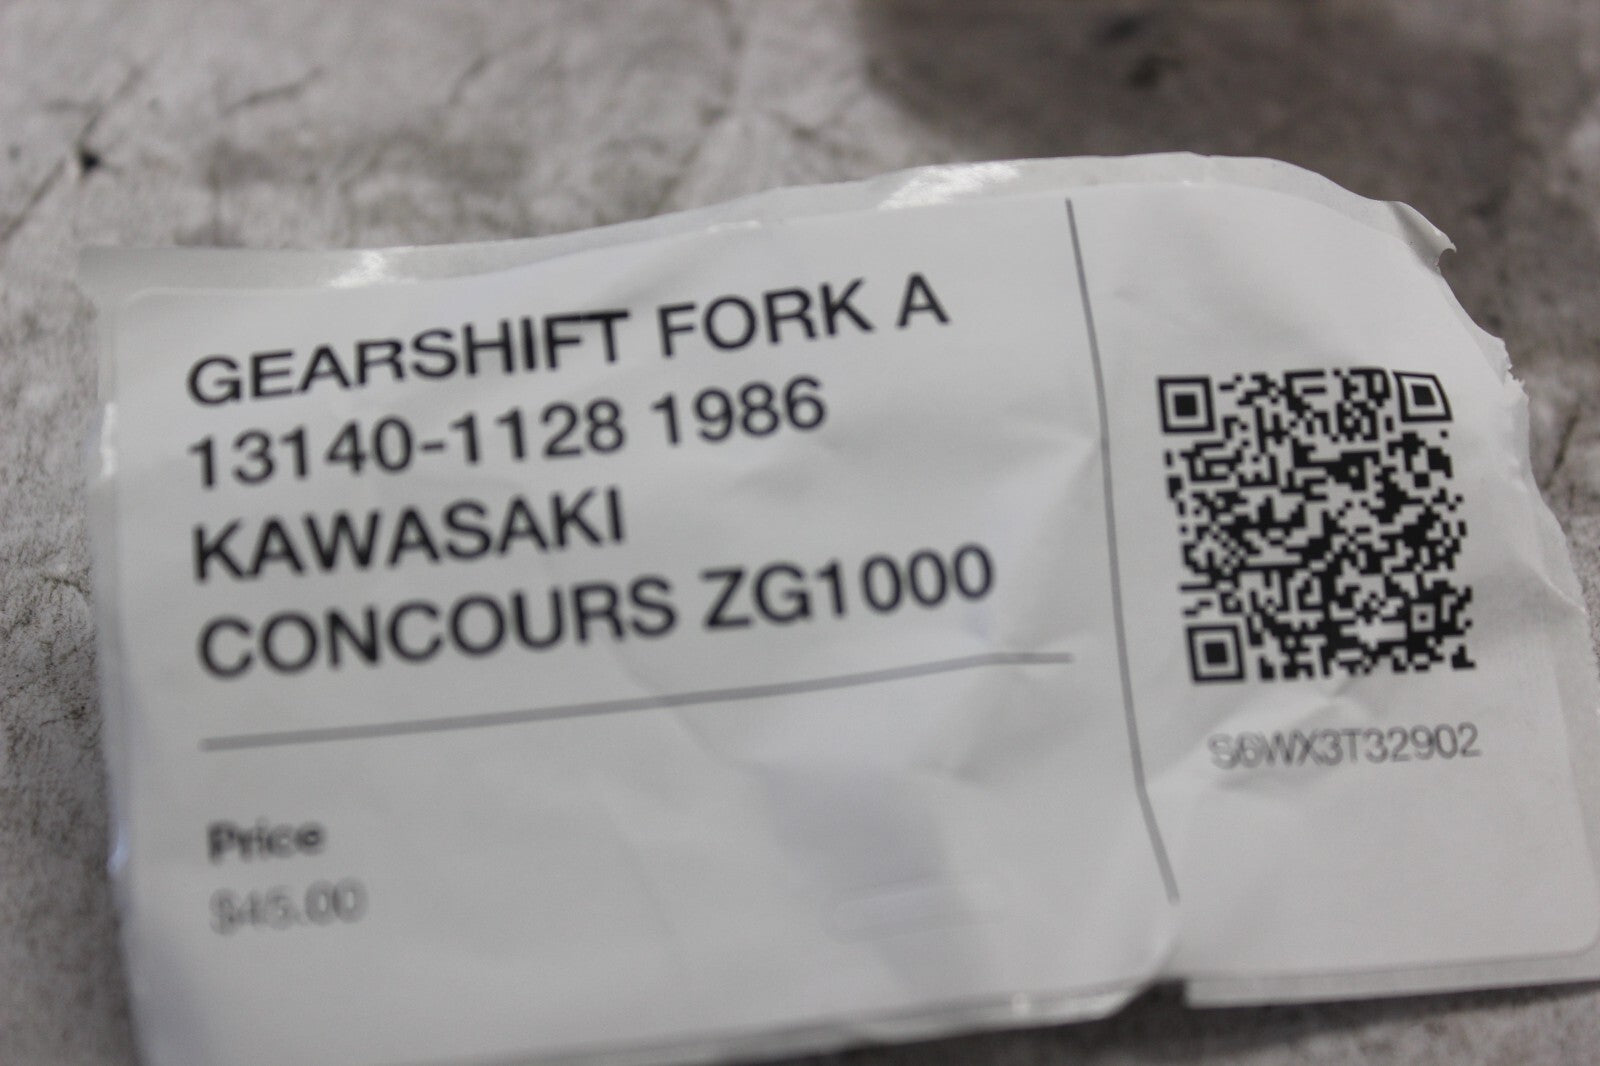 GEARSHIFT FORK A
13140-1128 1986
KAWASAKI
CONCOURS ZG1000
Price
$45.00
S6WX3T32902